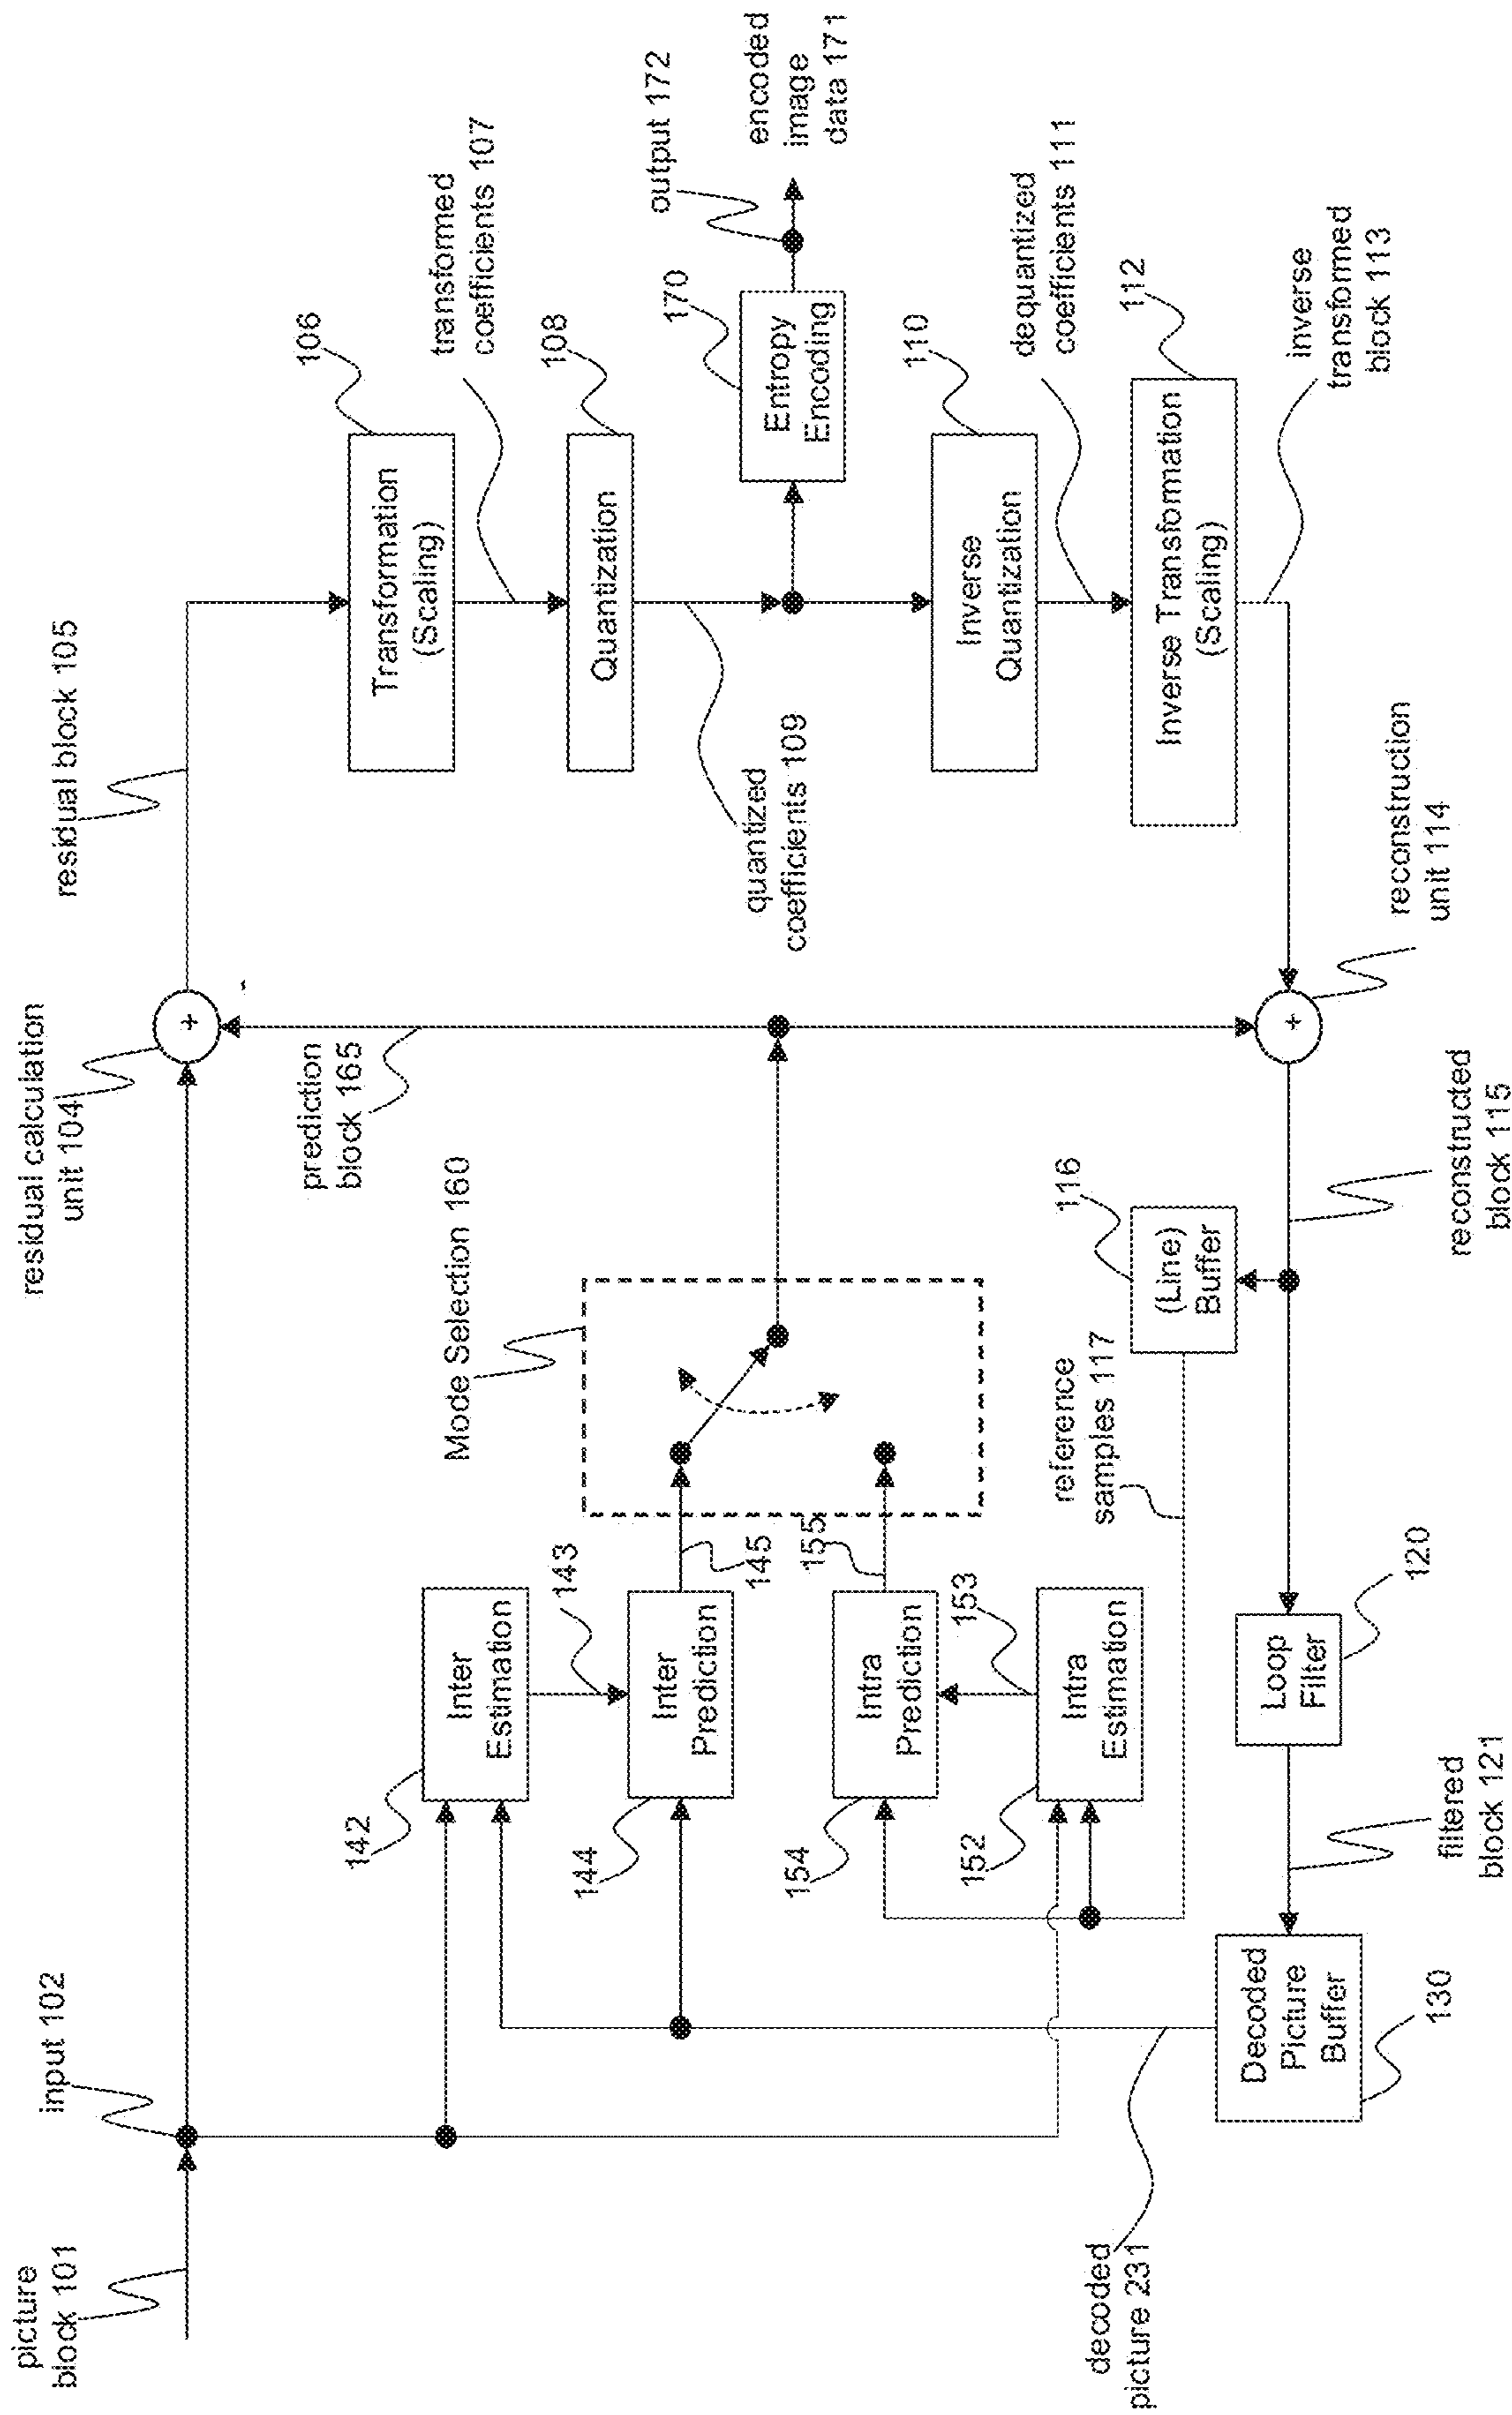 picture
block 101
input 102
residual calculation
unit 104
+
-
residual block 105
106
Transformation
(Scaling)
transformed
coefficients 107
108
Quantization
quantized
coefficients 109
170
Entropy
Encoding
output 172
encoded
image
data 171
110
Inverse
Quantization
dequantized
coefficients 111
112
Inverse Transformation
(Scaling)
inverse
transformed
block 113
reconstruction
unit 114
+
prediction
block 165
Mode Selection 160
142
Inter
Estimation
143
144
Inter
Prediction
145
154
Intra
Prediction
155
152
Intra
Estimation
153
reference
samples 117
116
(Line)
Buffer
reconstructed
block 115
Loop
Filter
120
filtered
block 121
Decoded
Picture
Buffer
130
decoded
picture 231